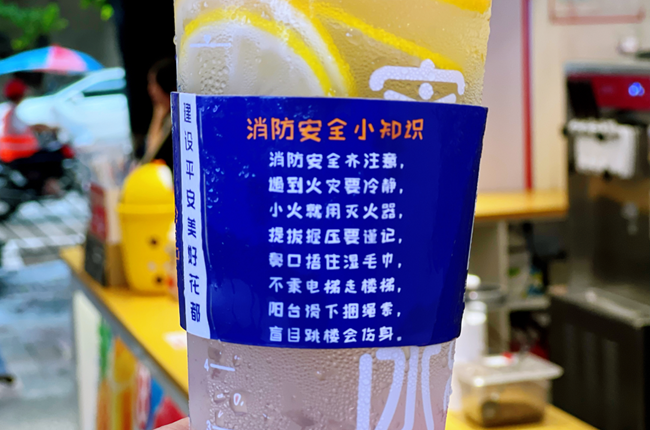 建设平安美好花都
消防安全小知识
消防安全齐注意,
遇到火灾要冷静,
小火就用灭火器,
提拔握压要谨记,
鼻口捂住湿毛巾,
不乘电梯走楼梯,
阳台滑下捆绳索,
盲目跳楼会伤身。
4